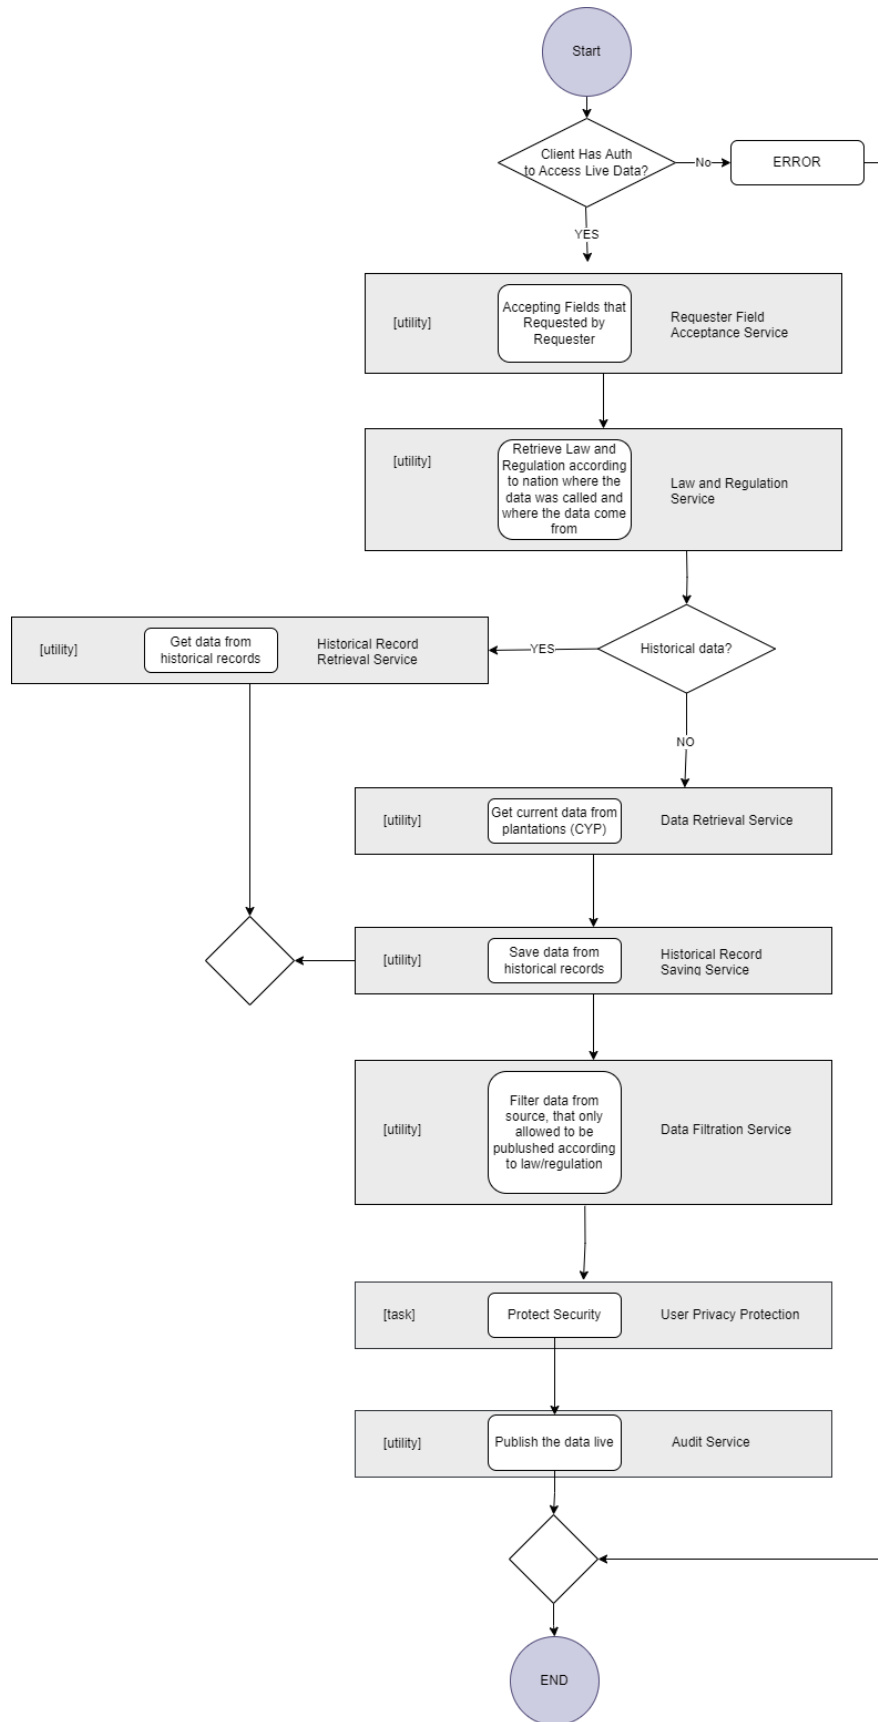 Start
Client Has Auth
to Access Live Data?
No
ERROR
YES
[utility]
Accepting Fields that
Requested by
Requester
Requester Field
Acceptance Service
[utility]
Retrieve Law and
Regulation according
to nation where the
data was called and
where the data come
from
Law and Regulation
Service
Historical data?
YES
[utility]
Get data from
historical records
Historical Record
Retrieval Service
NO
[utility]
Get current data from
plantations (CYP)
Data Retrieval Service
[utility]
Save data from
historical records
Historical Record
Saving Service
[utility]
Filter data from
source, that only
allowed to be
publushed according
to law/regulation
Data Filtration Service
[task]
Protect Security
User Privacy Protection
[utility]
Publish the data live
Audit Service
END